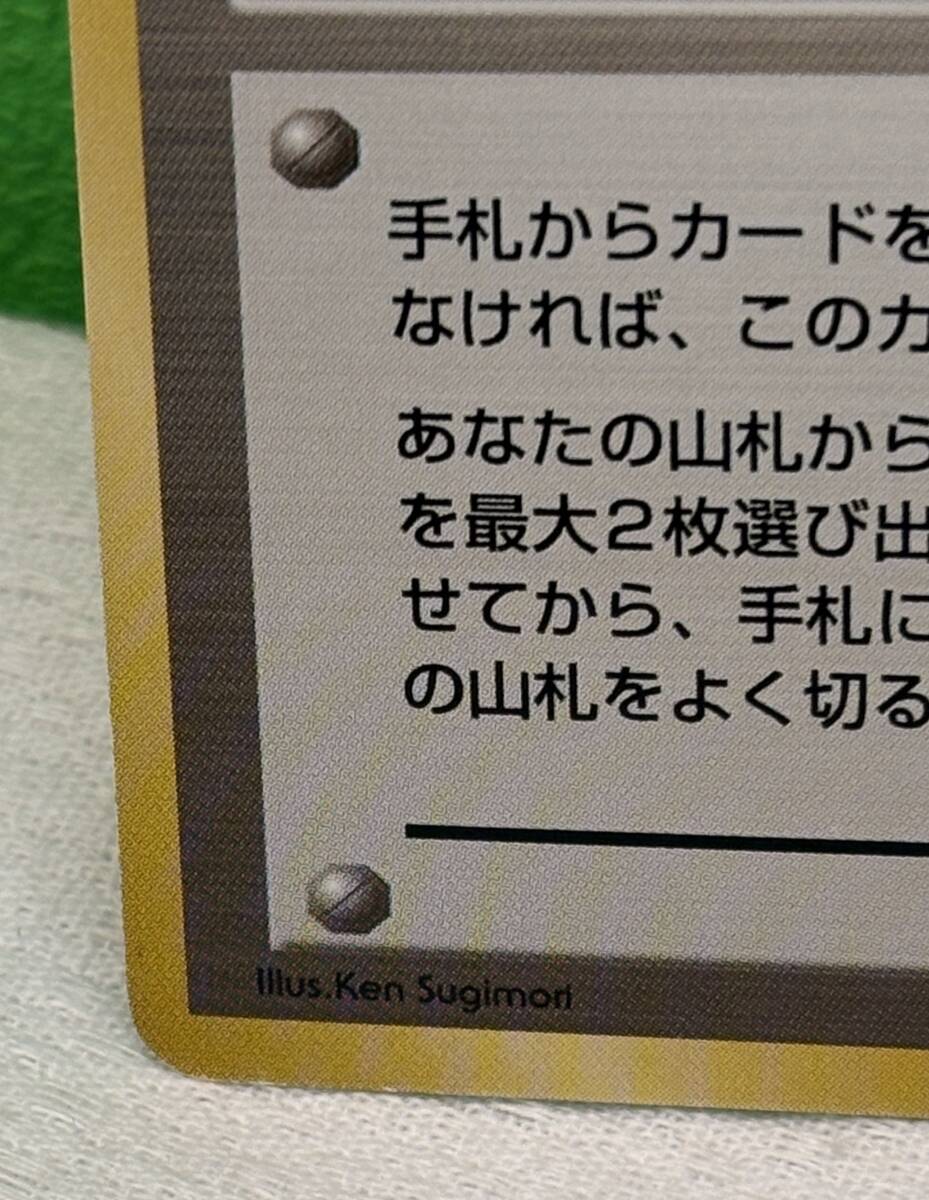 手札からカードを
なければ、このカ
あなたの山札から
を最大２枚選び出
せてから、手札に
の山札をよく切る
Illus.Ken Sugimori